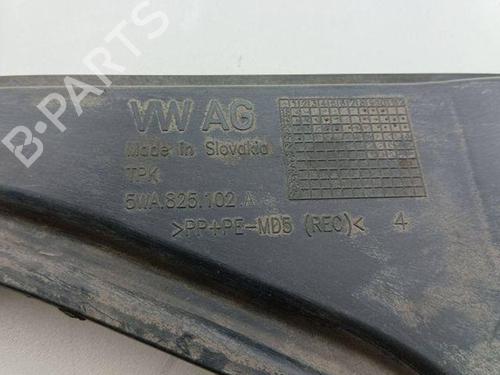 B-PARTS
VW AG
Made in Slovakia
TPK
5WA.825.102.A
>PP+PE-MD5 (REC)< 4